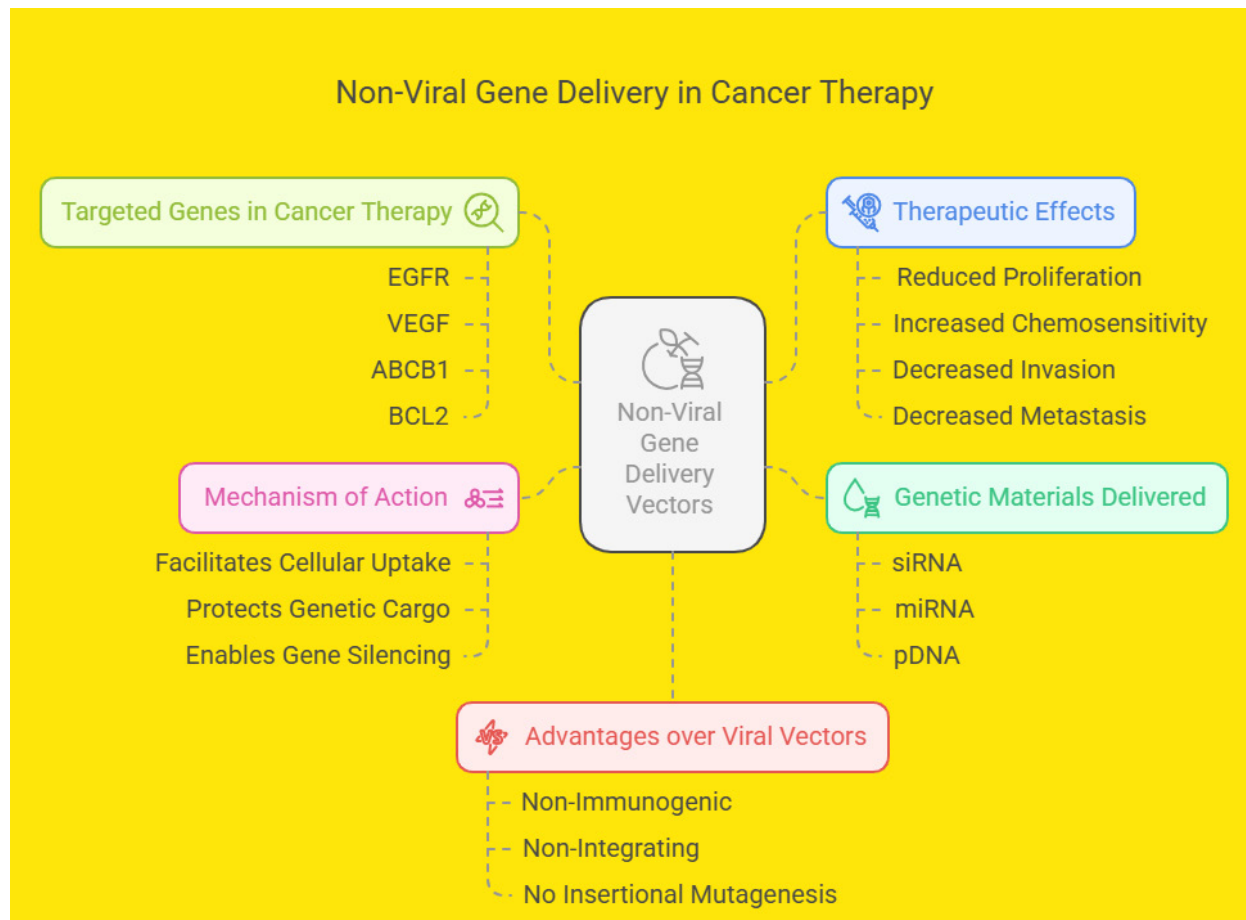 Non-Viral Gene Delivery in Cancer Therapy
Targeted Genes in Cancer Therapy
EGFR
VEGF
ABCB1
BCL2
Therapeutic Effects
Reduced Proliferation
Increased Chemosensitivity
Decreased Invasion
Decreased Metastasis
Non-Viral
Gene
Delivery
Vectors
Mechanism of Action
Facilitates Cellular Uptake
Protects Genetic Cargo
Enables Gene Silencing
Genetic Materials Delivered
siRNA
miRNA
pDNA
VS
Advantages over Viral Vectors
Non-Immunogenic
Non-Integrating
No Insertional Mutagenesis